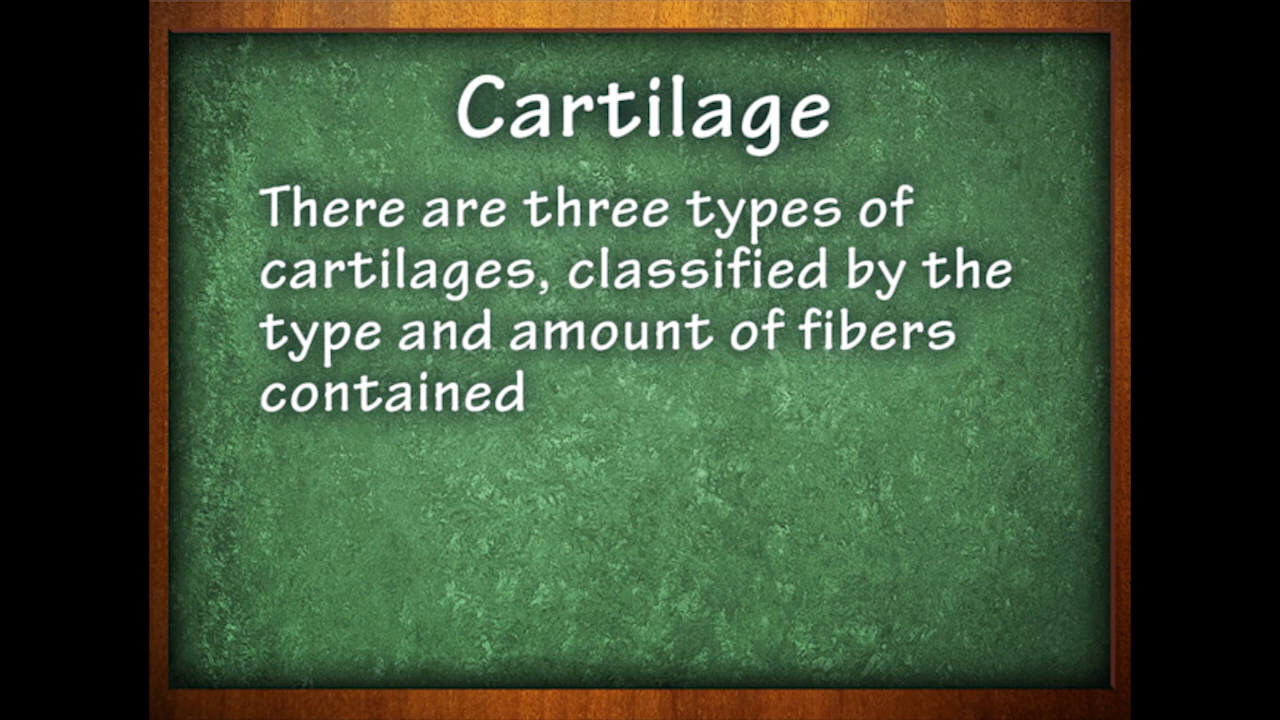 Cartilage
There are three types of
cartilages, classified by the
type and amount of fibers
contained